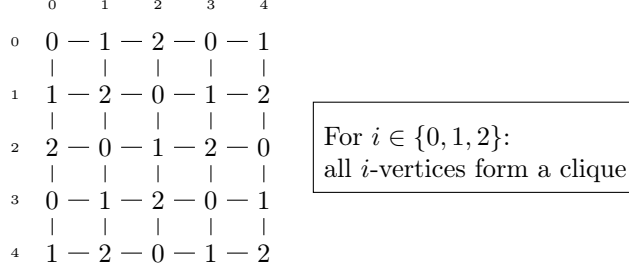 0 1 2 3 4
0 0 — 1 — 2 — 0 — 1
1 1 — 2 — 0 — 1 — 2
2 2 — 0 — 1 — 2 — 0
3 0 — 1 — 2 — 0 — 1
4 1 — 2 — 0 — 1 — 2
For i ∈ {0, 1, 2}:
all i-vertices form a clique